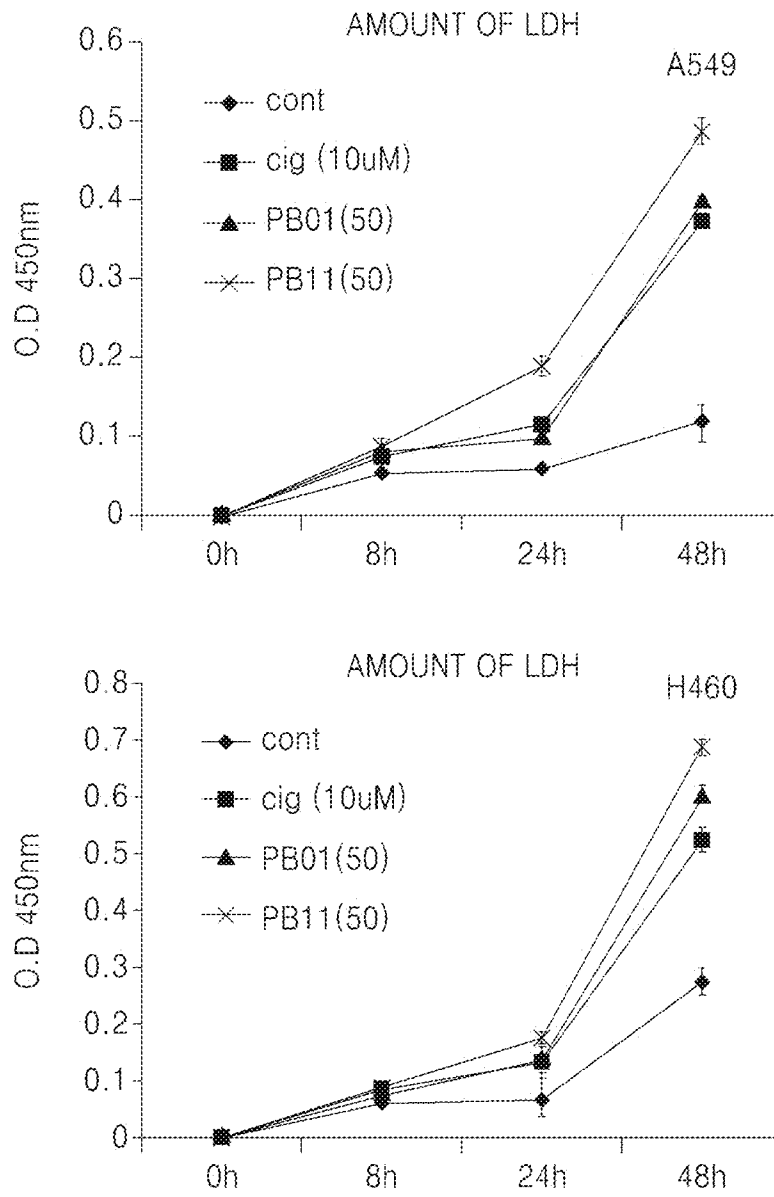 AMOUNT OF LDH
A549
0.6
0.5
0.4
0.3
0.2
0.1
0
O.D 450nm
cont
cig (10uM)
PB01(50)
PB11(50)
0h 8h 24h 48h
AMOUNT OF LDH
H460
0.8
0.7
0.6
0.5
0.4
0.3
0.2
0.1
0
O.D 450nm
cont
cig (10uM)
PB01(50)
PB11(50)
0h 8h 24h 48h